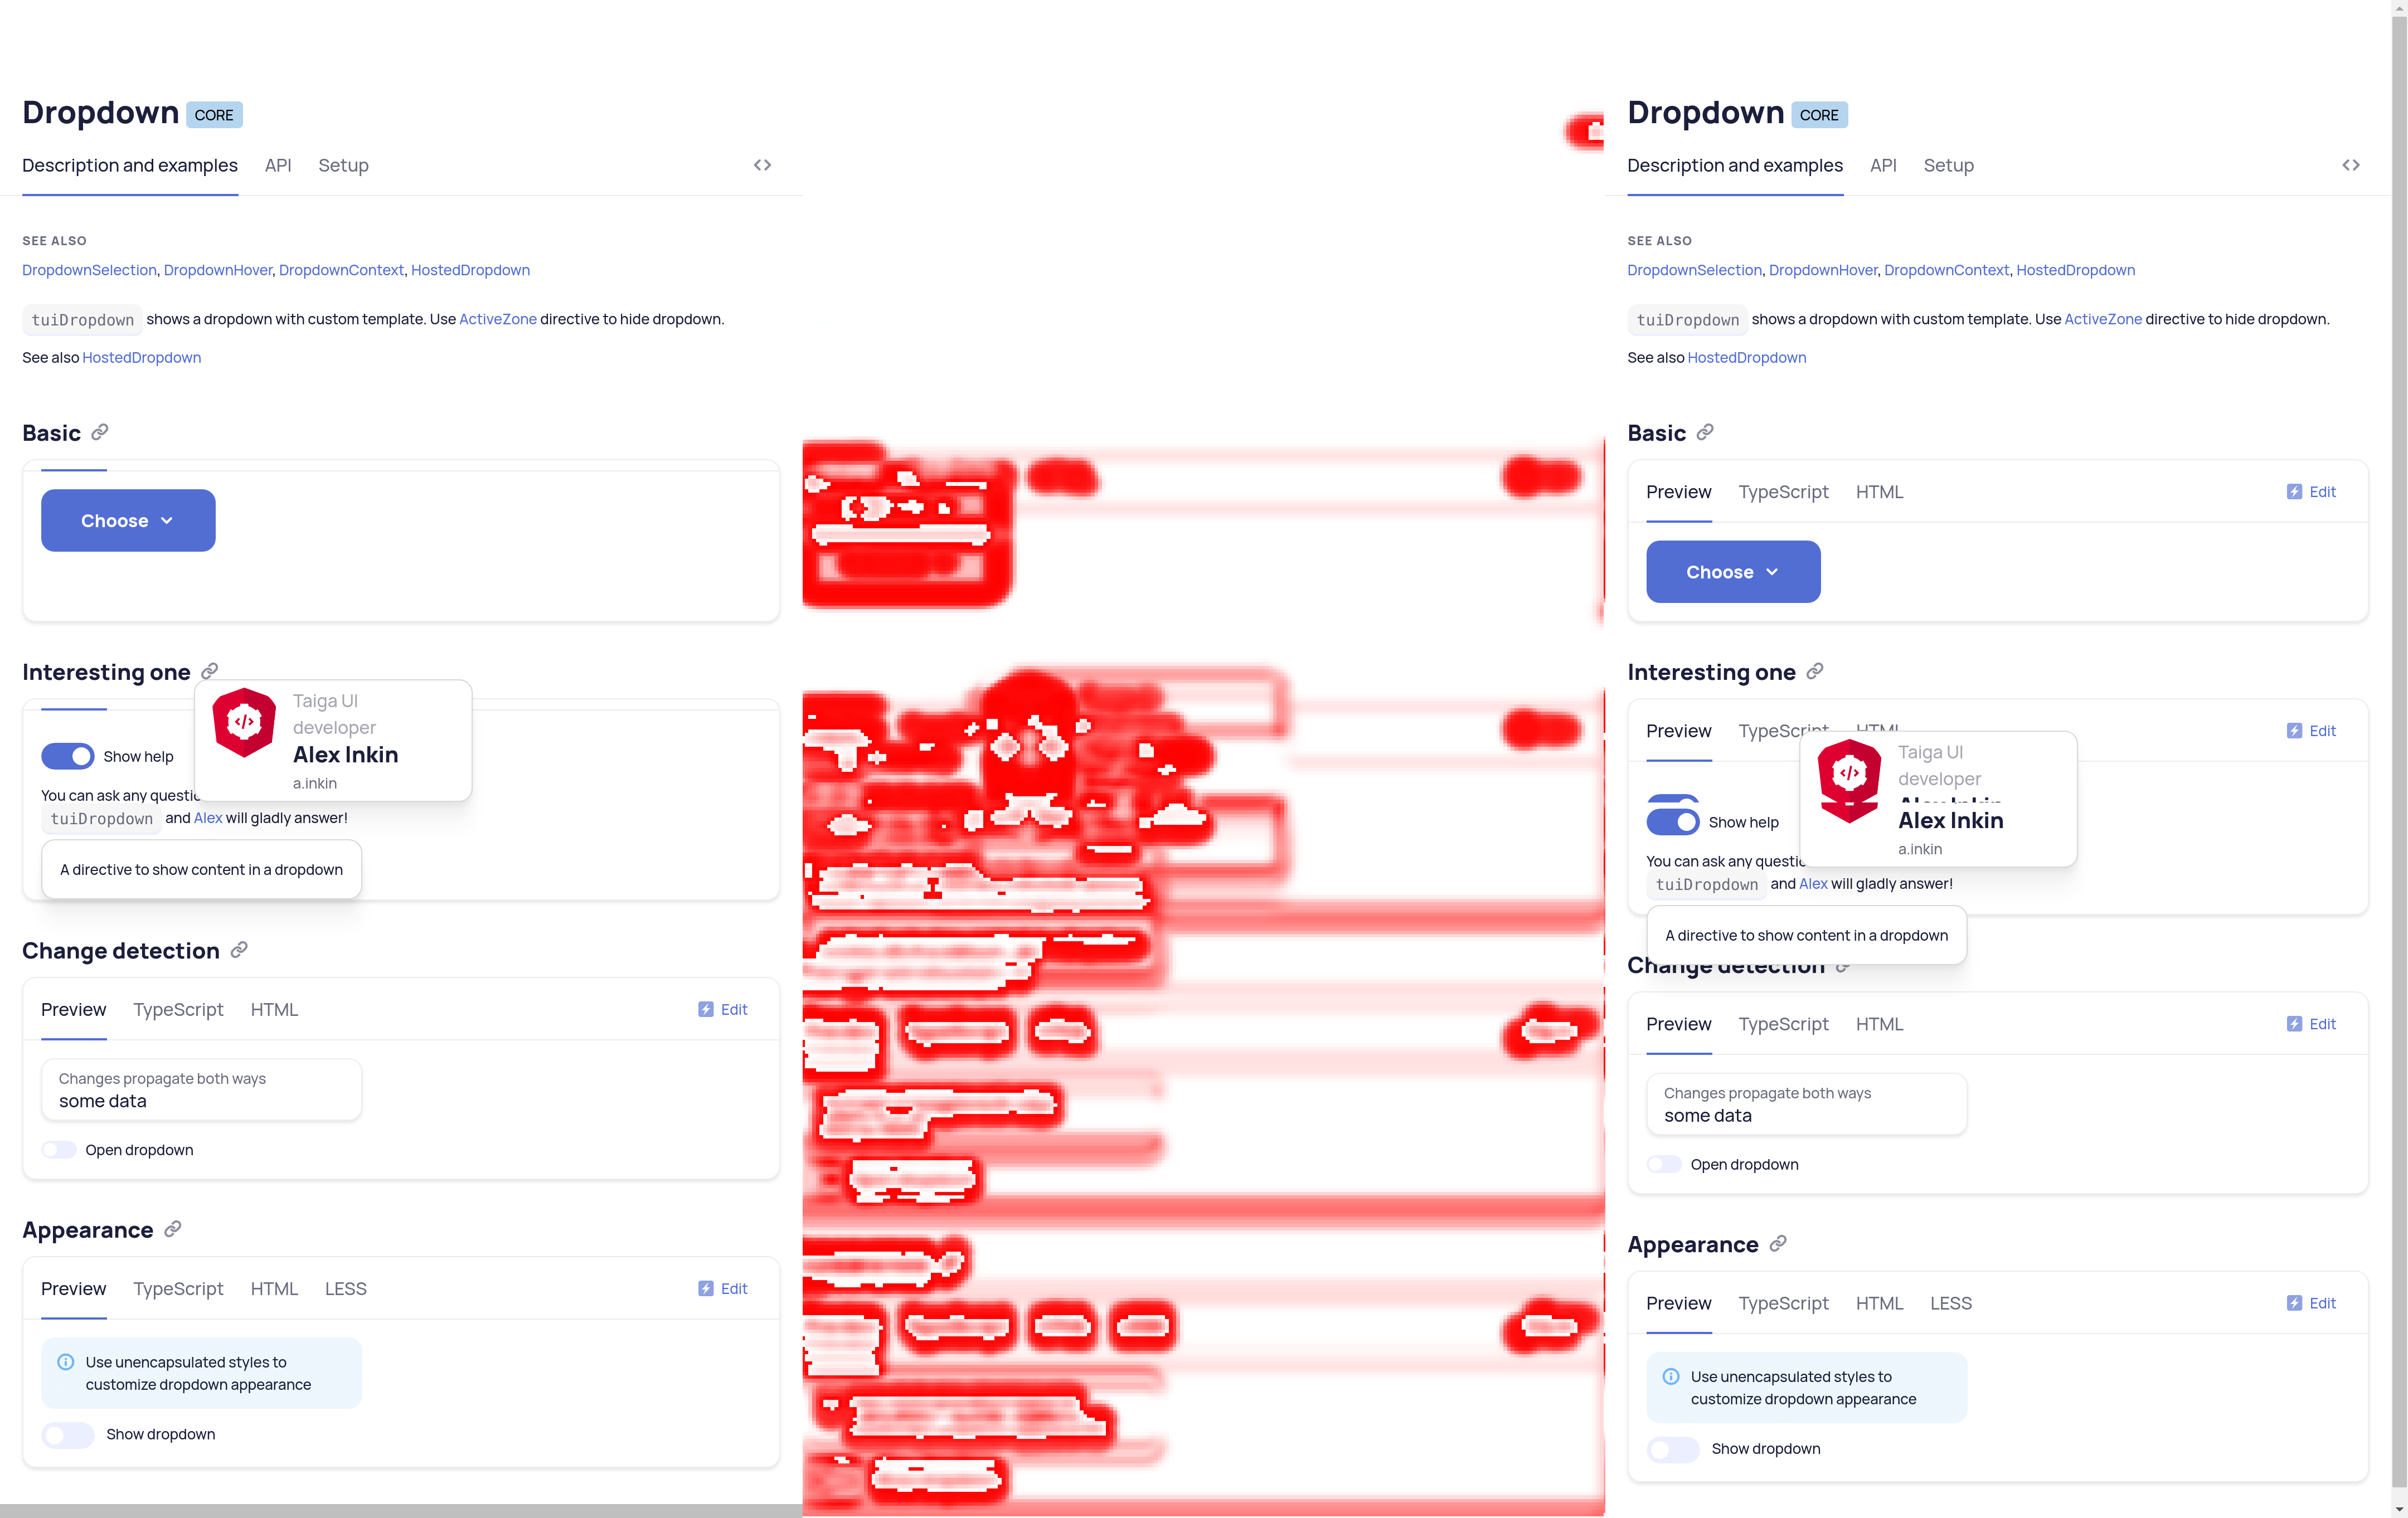 Dropdown CORE
Description and examples API Setup
SEE ALSO
DropdownSelection, DropdownHover, DropdownContext, HostedDropdown
tuiDropdown shows a dropdown with custom template. Use ActiveZone directive to hide dropdown.
See also HostedDropdown
Basic
Choose
Interesting one
Taiga UI
developer
Alex Inkin
a.inkin
Show help
You can ask any questic
tuiDropdown and Alex will gladly answer!
A directive to show content in a dropdown
Change detection
Preview TypeScript HTML Edit
Changes propagate both ways
some data
Open dropdown
Appearance
Preview TypeScript HTML LESS Edit
Use unencapsulated styles to
customize dropdown appearance
Show dropdown
Dropdown CORE
Description and examples API Setup
SEE ALSO
DropdownSelection, DropdownHover, DropdownContext, HostedDropdown
tuiDropdown shows a dropdown with custom template. Use ActiveZone directive to hide dropdown.
See also HostedDropdown
Basic
Preview TypeScript HTML Edit
Choose
Interesting one
Preview TypeScript HTML Edit
Taiga UI
developer
Alex Inkin
Alex Inkin
a.inkin
Show help
You can ask any questic
tuiDropdown and Alex will gladly answer!
A directive to show content in a dropdown
Change detection
Preview TypeScript HTML Edit
Changes propagate both ways
some data
Open dropdown
Appearance
Preview TypeScript HTML LESS Edit
Use unencapsulated styles to
customize dropdown appearance
Show dropdown